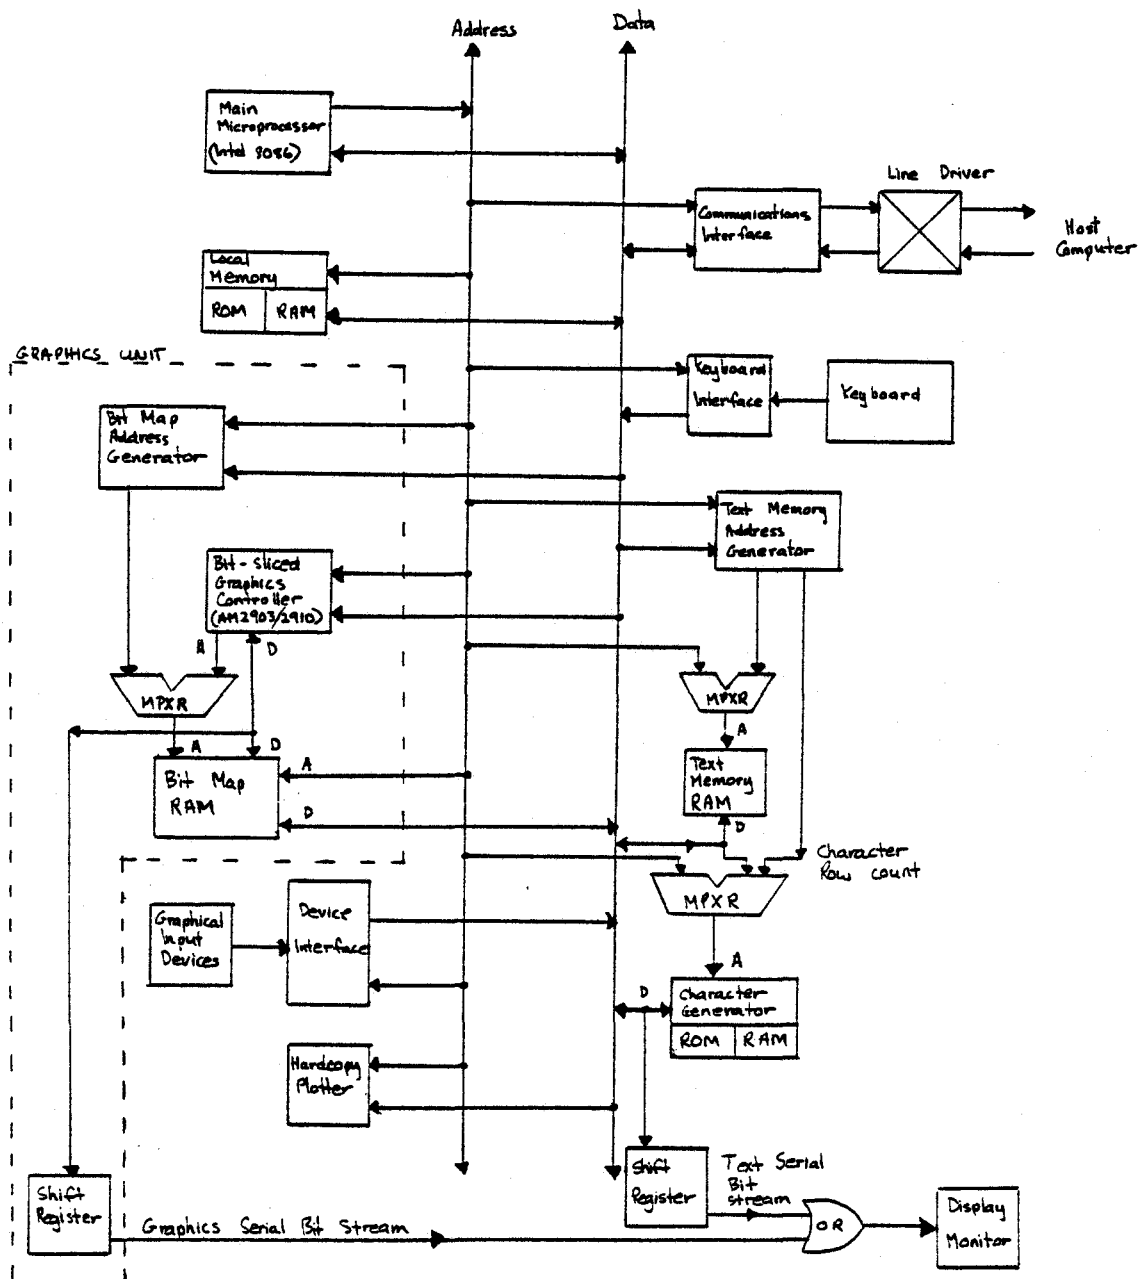 Address
Data
Main
Microprocessor
(Intel 8086)
Line Driver
Communications
Interface
Host
Computer
Local
Memory
ROM
RAM
GRAPHICS UNIT
Keyboard
Interface
Keyboard
Bit Map
Address
Generator
Text Memory
Address
Generator
Bit-Sliced
Graphics
Controller
(AM2903/2910)
A
D
MPXR
MPXR
A
A
D
A
Bit Map
RAM
Text
Memory
RAM
D
D
Character
Row count
MPXR
Graphical
Input
Devices
Device
Interface
A
D
Character
Generator
ROM
RAM
Hardcopy
Plotter
Shift
Register
Text Serial
Bit
Stream
Shift
Register
Graphics Serial Bit Stream
OR
Display
Monitor